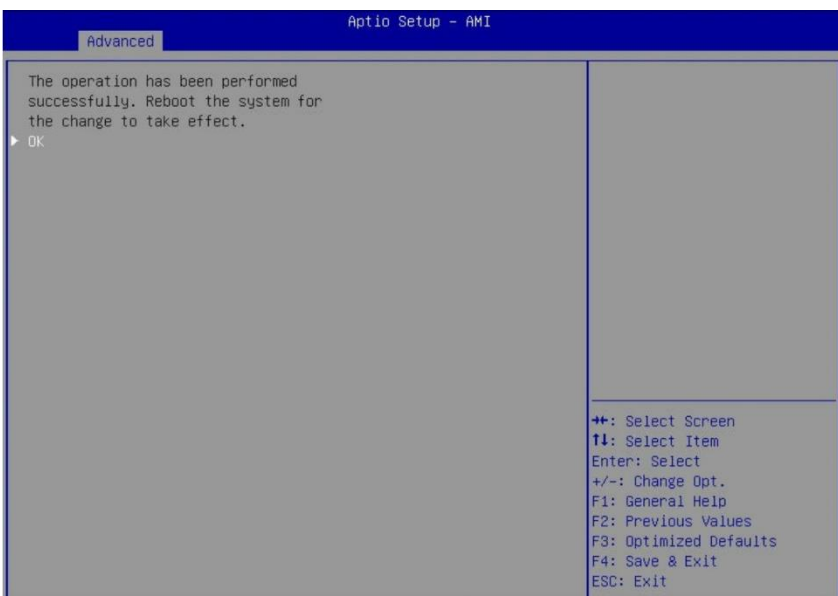 Aptio Setup – AMI
Advanced
The operation has been performed
successfully. Reboot the system for
the change to take effect.
▶ OK
→←: Select Screen
↑↓: Select Item
Enter: Select
+/-: Change Opt.
F1: General Help
F2: Previous Values
F3: Optimized Defaults
F4: Save & Exit
ESC: Exit